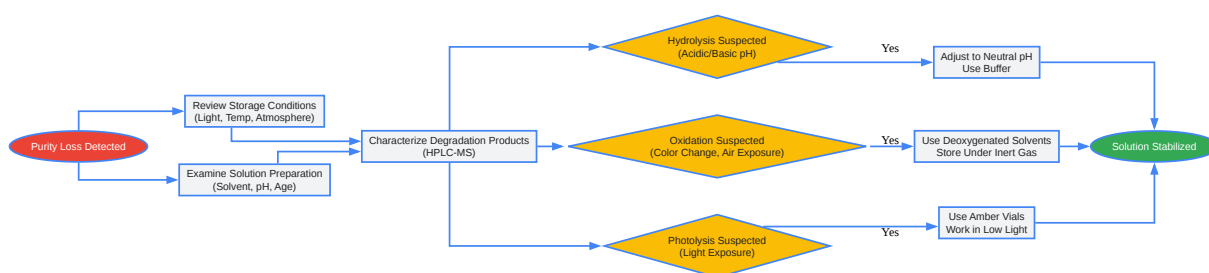 Purity Loss Detected
Review Storage Conditions
(Light, Temp, Atmosphere)
Examine Solution Preparation
(Solvent, pH, Age)
Characterize Degradation Products
(HPLC-MS)
Hydrolysis Suspected
(Acidic/Basic pH)
Yes
Adjust to Neutral pH
Use Buffer
Oxidation Suspected
(Color Change, Air Exposure)
Yes
Use Deoxygenated Solvents
Store Under Inert Gas
Photolysis Suspected
(Light Exposure)
Yes
Use Amber Vials
Work in Low Light
Solution Stabilized